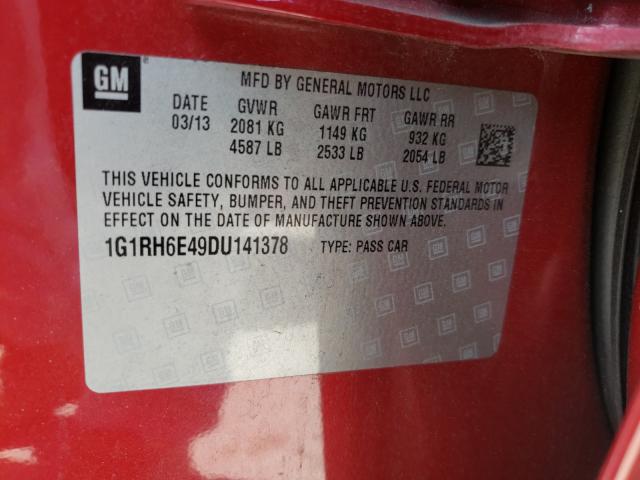 GM
MFD BY GENERAL MOTORS LLC
DATE GVWR GAWR FRT GAWR RR
03/13 2081 KG 1149 KG 932 KG
4587 LB 2533 LB 2054 LB
THIS VEHICLE CONFORMS TO ALL APPLICABLE U.S. FEDERAL MOTOR
VEHICLE SAFETY, BUMPER, AND THEFT PREVENTION STANDARDS IN
EFFECT ON THE DATE OF MANUFACTURE SHOWN ABOVE.
1G1RH6E49DU141378 TYPE: PASS CAR